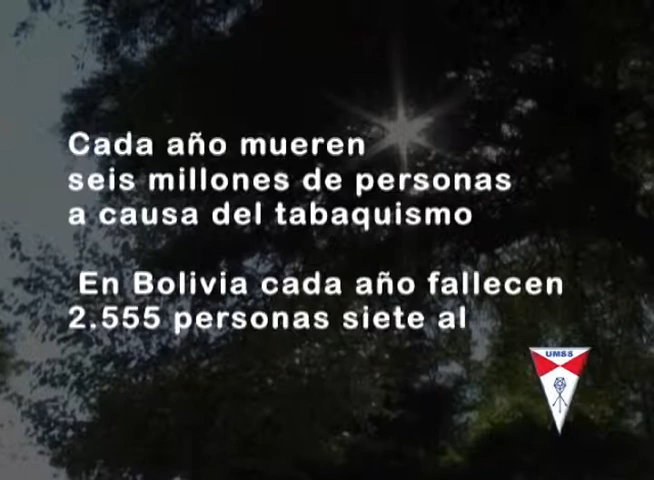 Cada año mueren
seis millones de personas
a causa del tabaquismo
En Bolivia cada año fallecen
2.555 personas siete al
UMSS